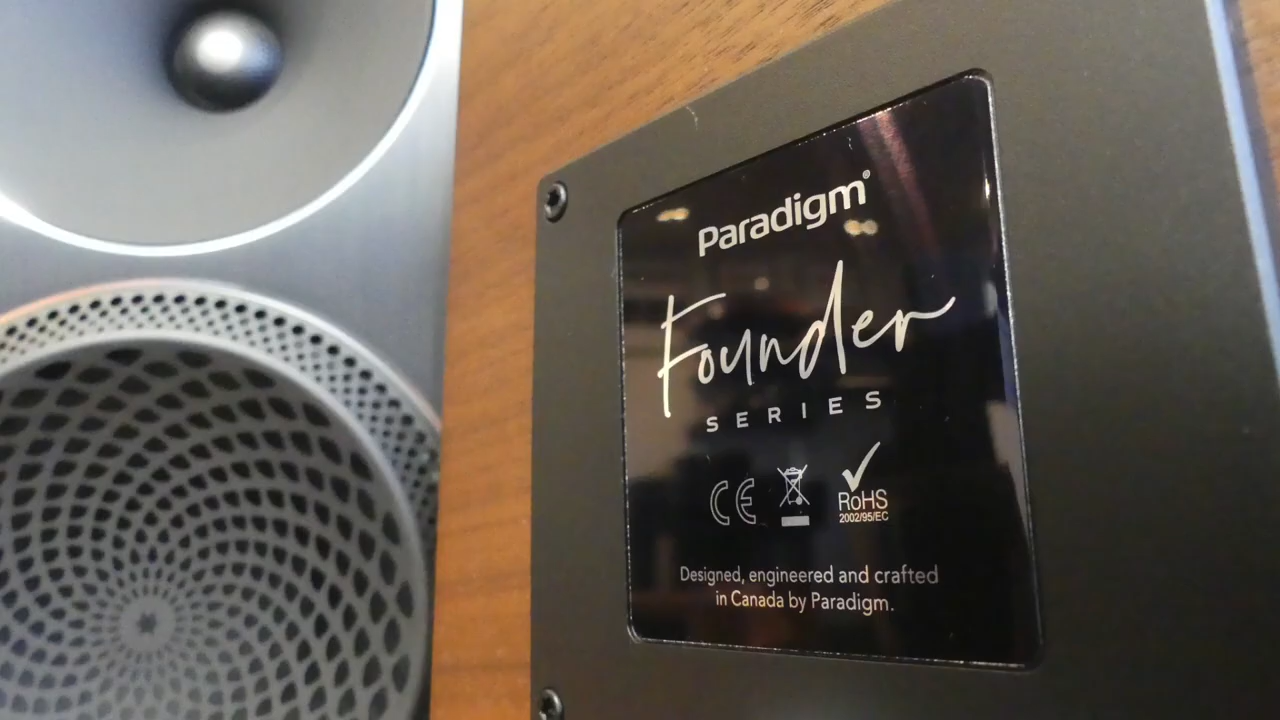 Paradigm®
Founder
SERIES
CE
RoHS
2002/95/EC
Designed, engineered and crafted
in Canada by Paradigm.